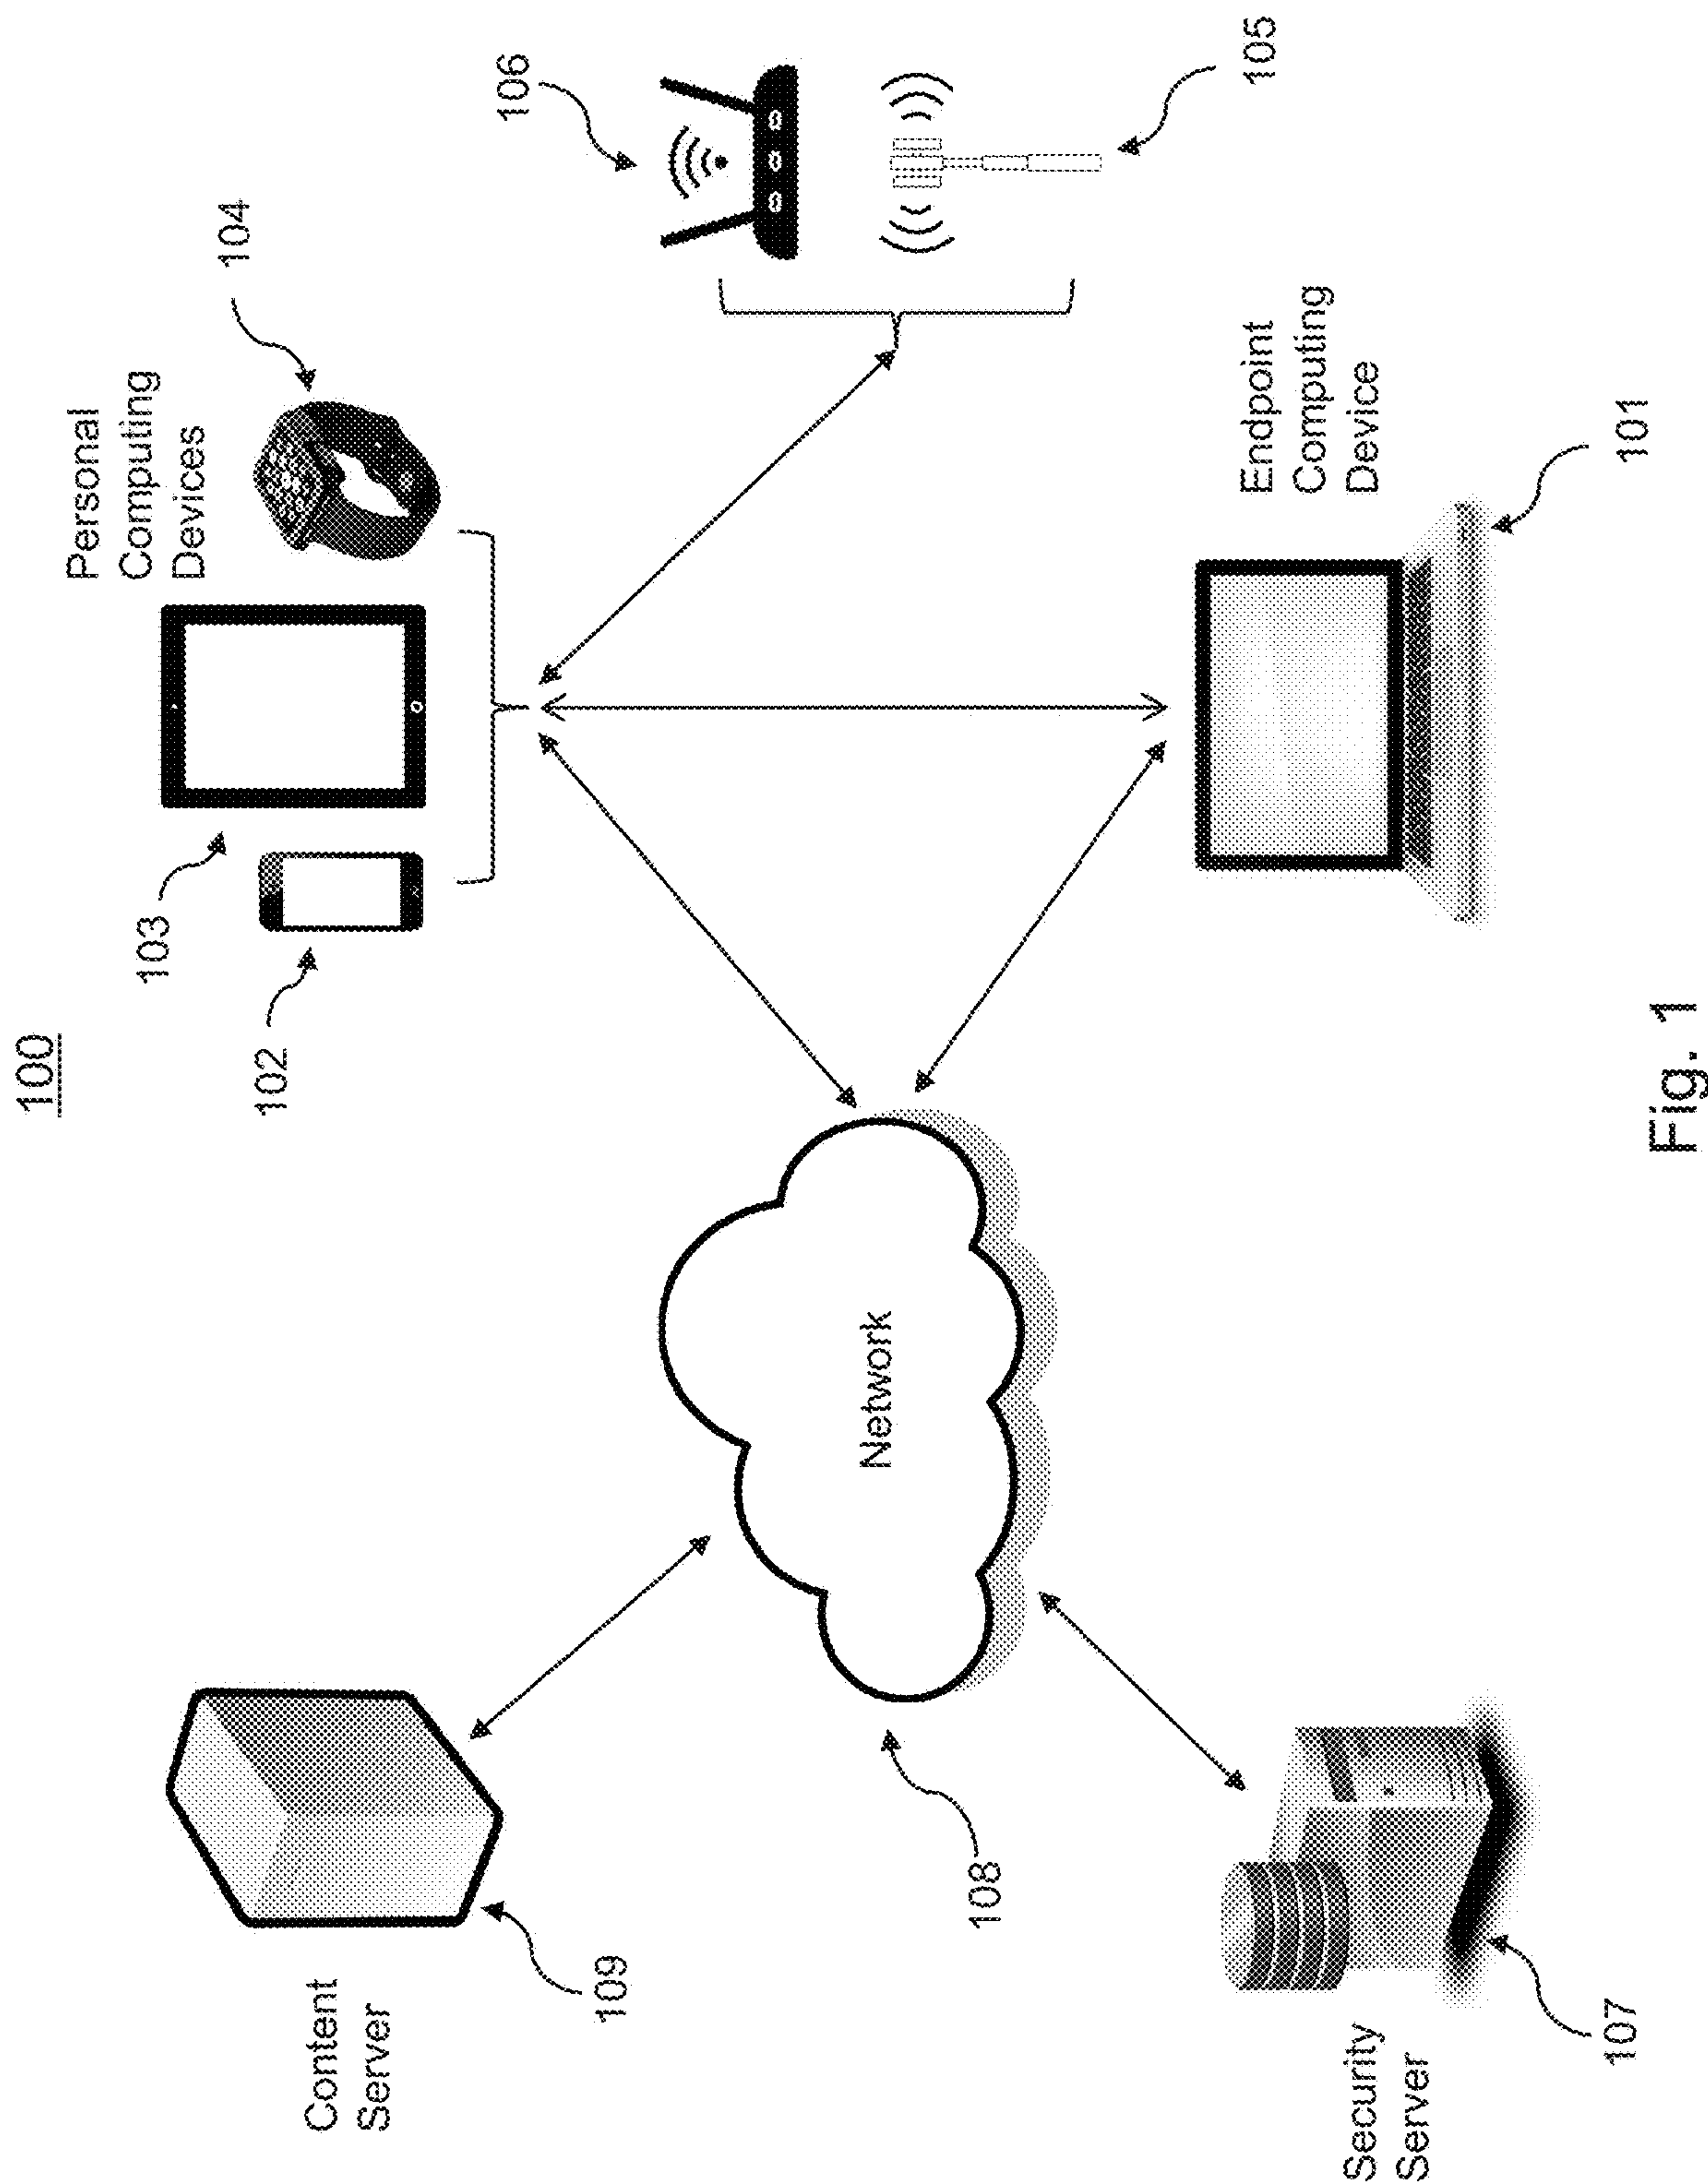 100
Personal
Computing
Devices
104
103
102
106
105
Content
Server
109
Network
108
Endpoint
Computing
Device
101
Security
Server
107
Fig. 1